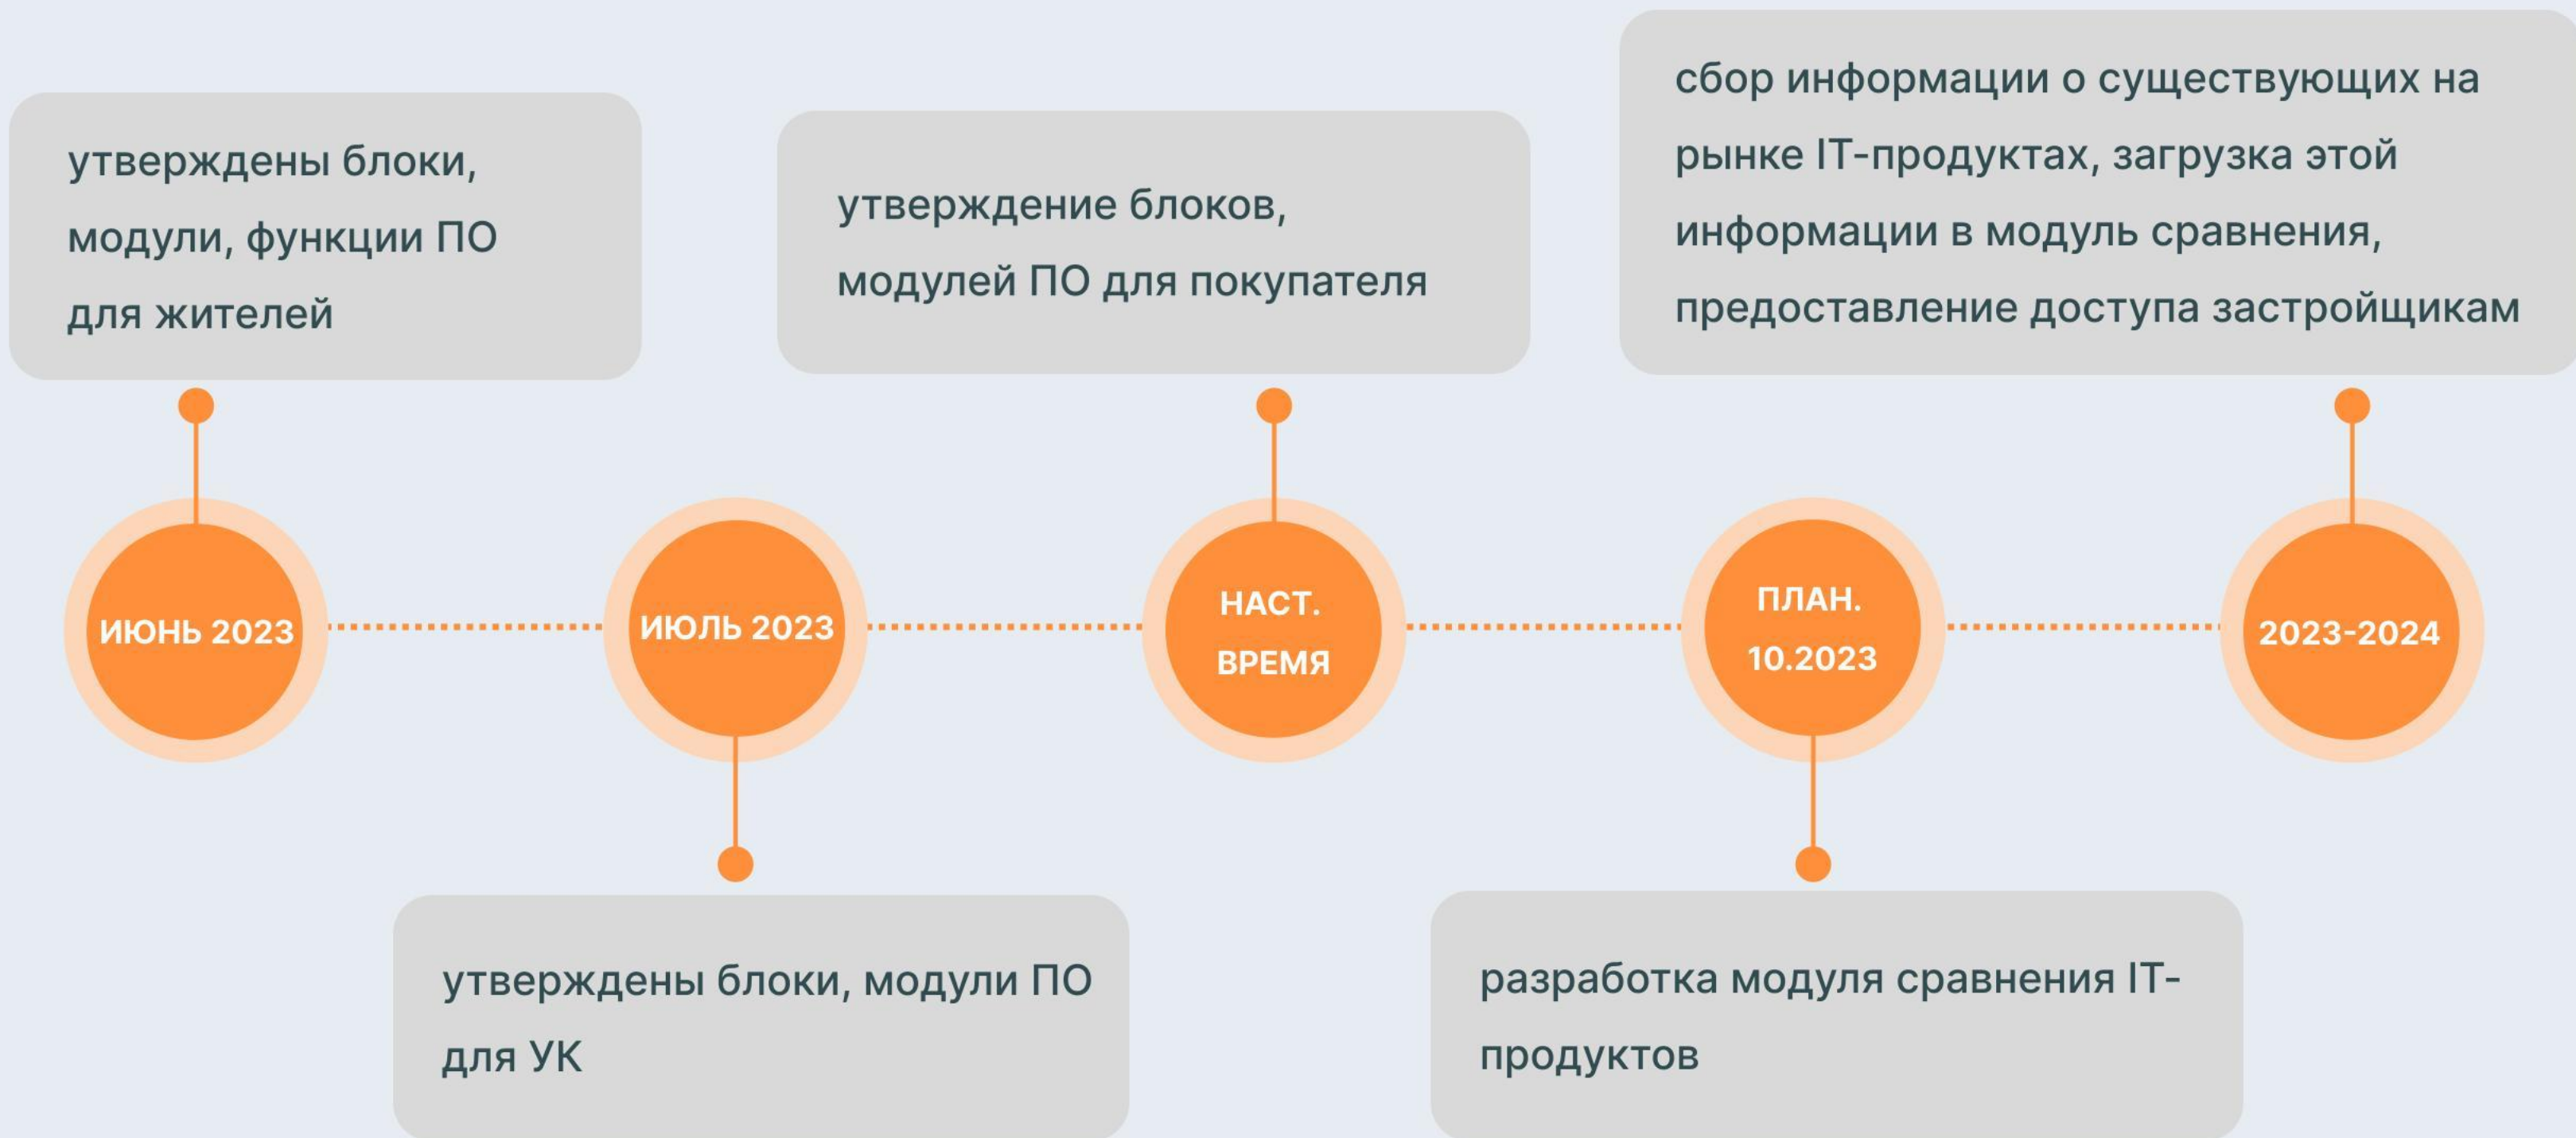 утверждены блоки,
модули, функции ПО
для жителей
утверждение блоков,
модулей ПО для покупателя
сбор информации о существующих на
рынке IT-продуктах, загрузка этой
информации в модуль сравнения,
предоставление доступа застройщикам
ИЮНЬ 2023
ИЮЛЬ 2023
НАСТ.
ВРЕМЯ
ПЛАН.
10.2023
2023-2024
утверждены блоки, модули ПО
для УК
разработка модуля сравнения IT-
продуктов